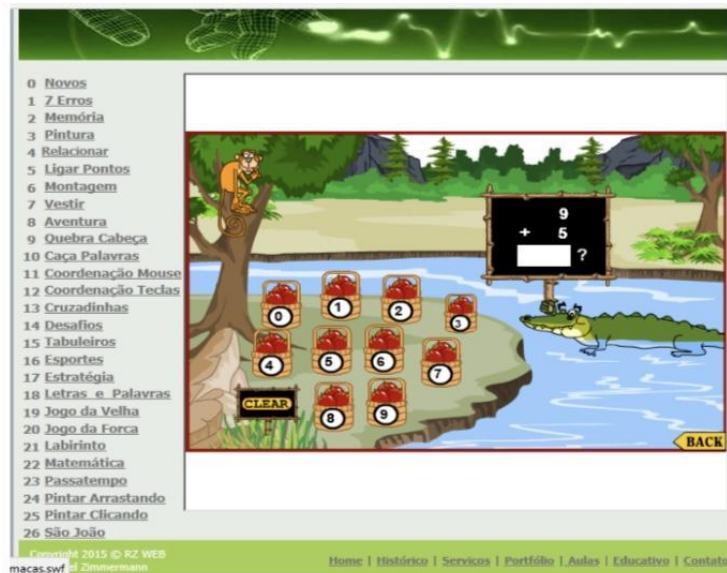 0 Novos
1 7 Erros
2 Memória
3 Pintura
4 Relacionar
5 Ligar Pontos
6 Montagem
7 Vestir
8 Aventura
9 Quebra Cabeça
10 Caça Palavras
11 Coordenação Mouse
12 Coordenação Teclas
13 Cruzadinhas
14 Desafios
15 Tabuleiros
16 Esportes
17 Estratégia
18 Letras e Palavras
19 Jogo da Velha
20 Jogo da Forca
21 Labirinto
22 Matemática
23 Passatempo
24 Pintar Arrastando
25 Pintar Clicando
26 São João
9
+ 5
?
0 1 2 3
4 5 6 7
CLEAR 8 9
BACK
Copyright 2015 © RZ WEB
el Zimmermann
macas.swf
Home | Histórico | Serviços | Portfólio | Aulas | Educativo | Contato